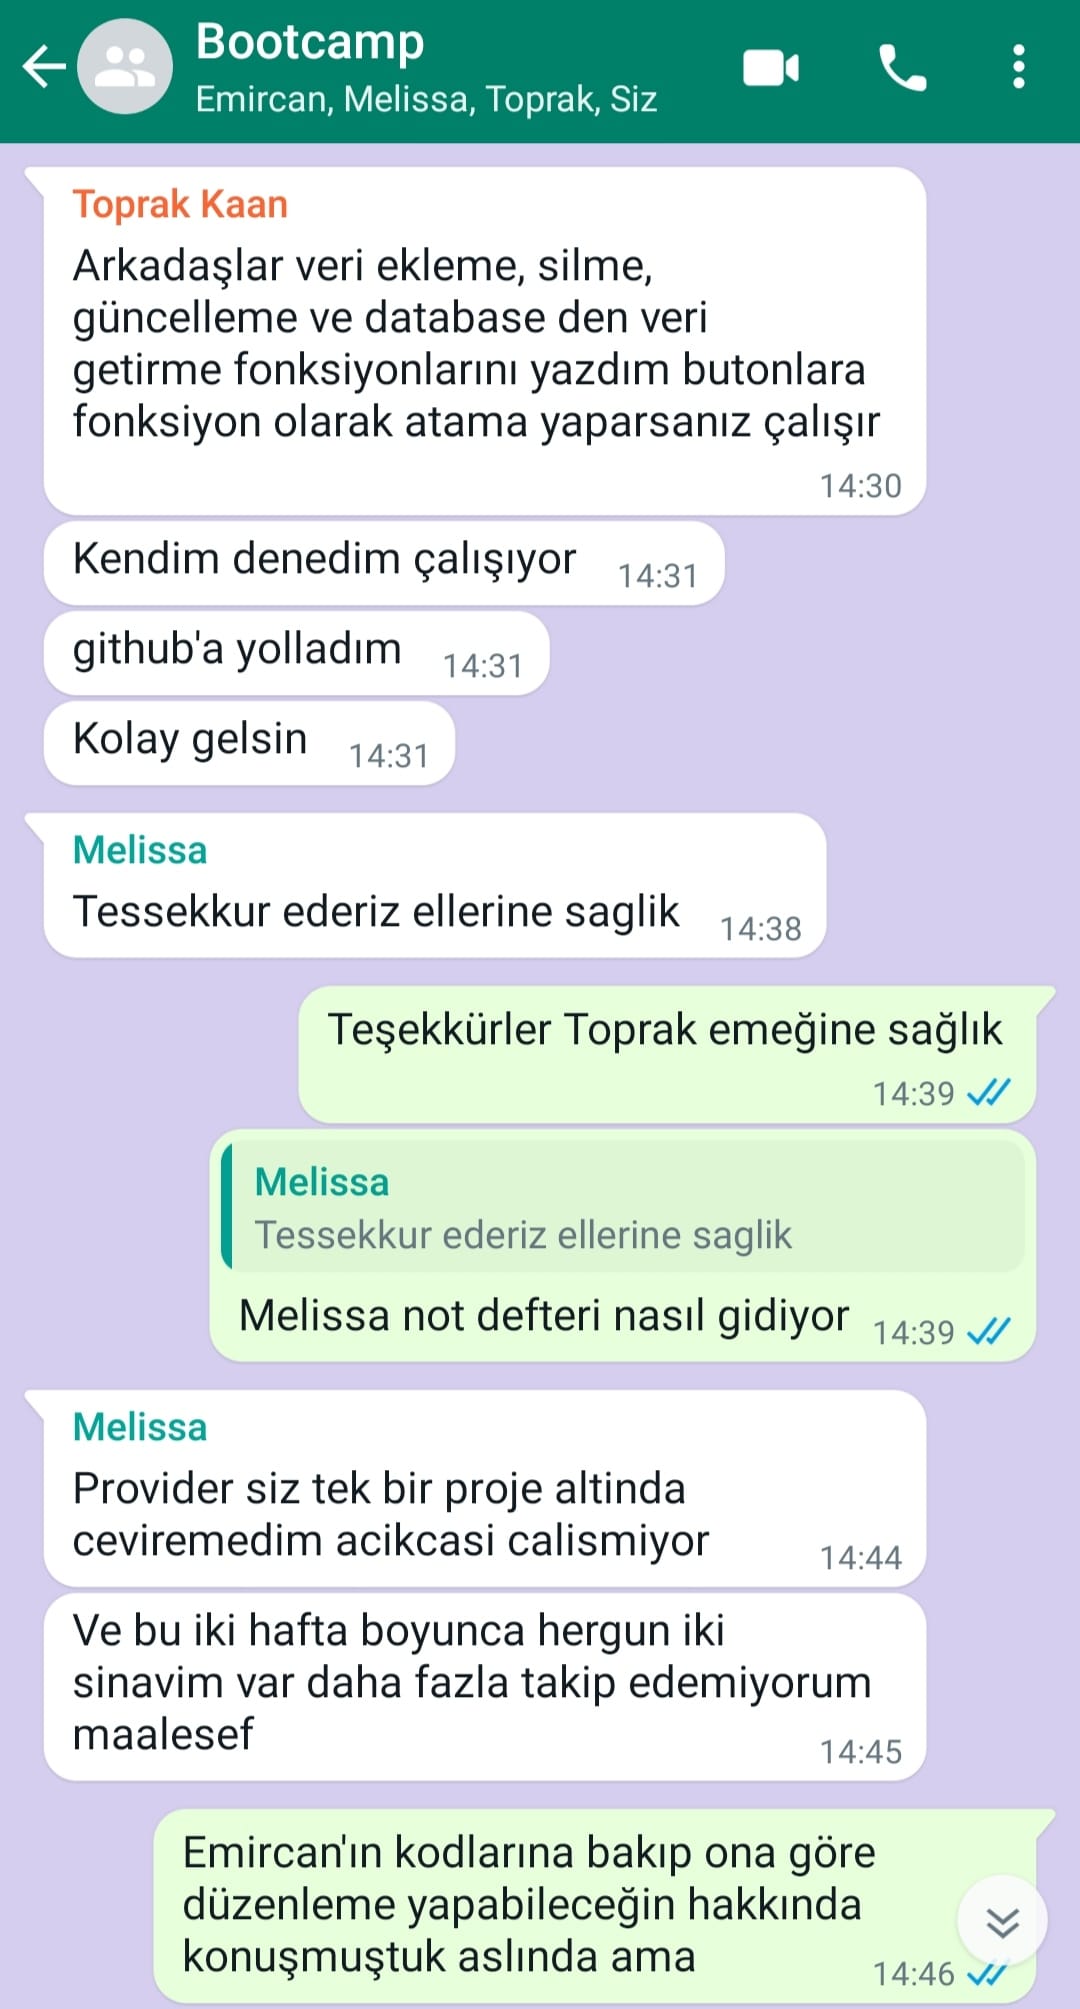 Bootcamp
Emircan, Melissa, Toprak, Siz
Toprak Kaan
Arkadaşlar veri ekleme, silme,
güncelleme ve database den veri
getirme fonksiyonlarını yazdım butonlara
fonksiyon olarak atama yaparsanız çalışır
14:30
Kendim denedim çalışıyor 14:31
github'a yolladım 14:31
Kolay gelsin 14:31
Melissa
Tessekkur ederiz ellerine saglik 14:38
Teşekkürler Toprak emeğine sağlık
14:39
Melissa
Tessekkur ederiz ellerine saglik
Melissa not defteri nasıl gidiyor 14:39
Melissa
Provider siz tek bir proje altinda
ceviremedim acikcasi calismiyor 14:44
Ve bu iki hafta boyunca hergun iki
sinavim var daha fazla takip edemiyorum
maalesef 14:45
Emircan'ın kodlarına bakıp ona göre
düzenleme yapabileceğin hakkında
konuşmuştuk aslında ama 14:46